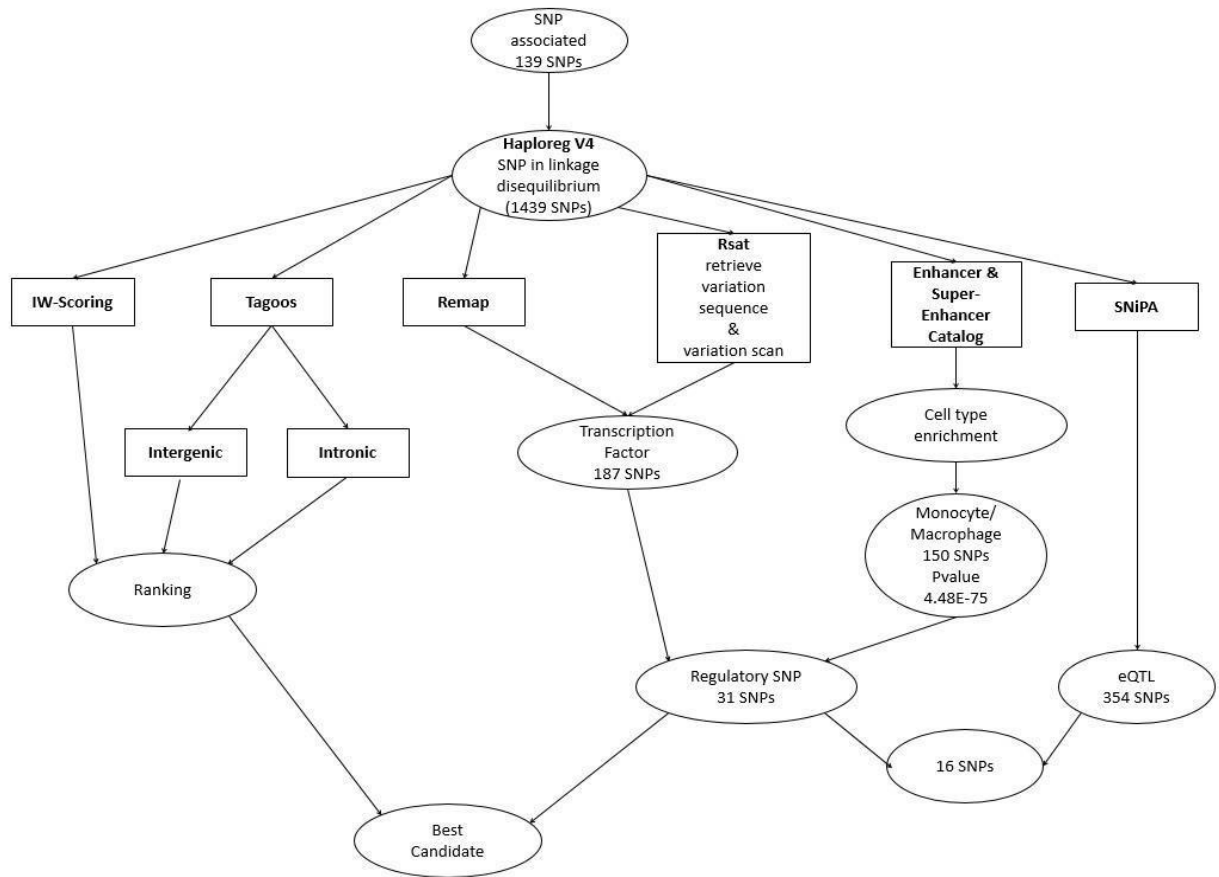 SNP
associated
139 SNPs
Haploreg V4
SNP in linkage
disequilibrium
(1439 SNPs)
IW-Scoring
Tagoos
Remap
Rsat
retrieve
variation
sequence
&
variation scan
Enhancer &
Super-
Enhancer
Catalog
SNiPA
Intergenic
Intronic
Transcription
Factor
187 SNPs
Cell type
enrichment
Monocyte/
Macrophage
150 SNPs
Pvalue
4.48E-75
Ranking
Regulatory SNP
31 SNPs
eQTL
354 SNPs
16 SNPs
Best
Candidate